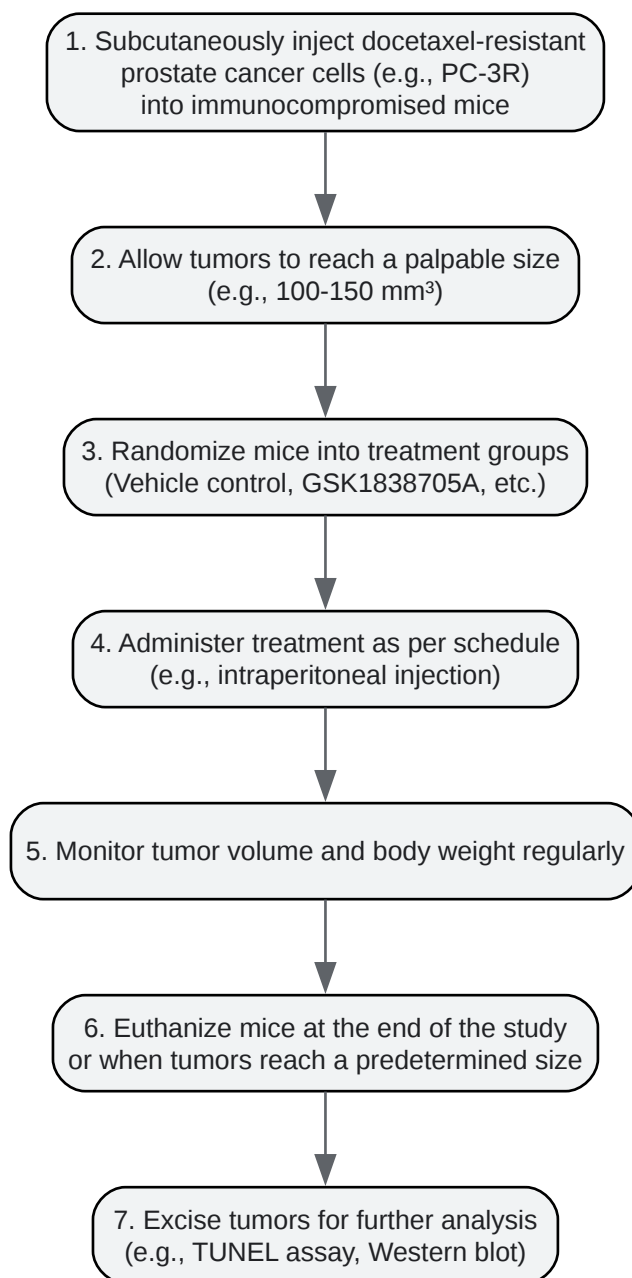 1. Subcutaneously inject docetaxel-resistant
prostate cancer cells (e.g., PC-3R)
into immunocompromised mice
2. Allow tumors to reach a palpable size
(e.g., 100-150 mm³)
3. Randomize mice into treatment groups
(Vehicle control, GSK1838705A, etc.)
4. Administer treatment as per schedule
(e.g., intraperitoneal injection)
5. Monitor tumor volume and body weight regularly
6. Euthanize mice at the end of the study
or when tumors reach a predetermined size
7. Excise tumors for further analysis
(e.g., TUNEL assay, Western blot)